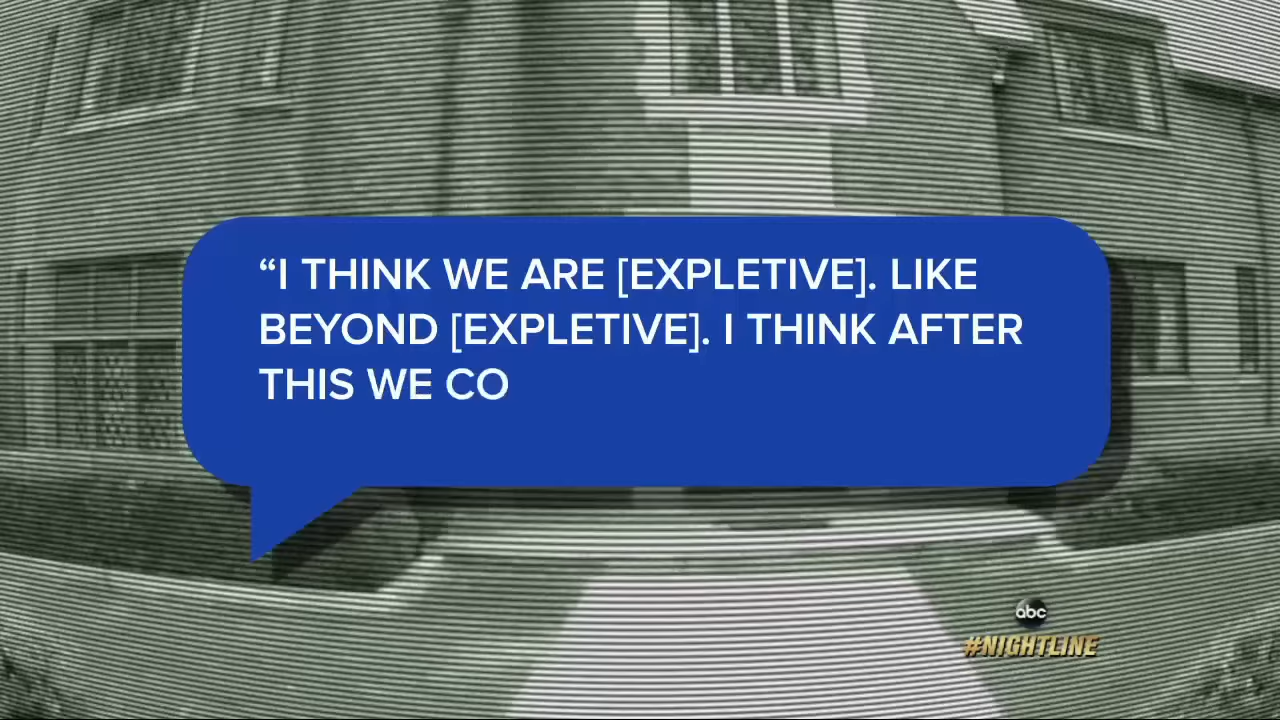 “I THINK WE ARE [EXPLETIVE]. LIKE
BEYOND [EXPLETIVE]. I THINK AFTER
THIS WE CO
abc
#NIGHTLINE